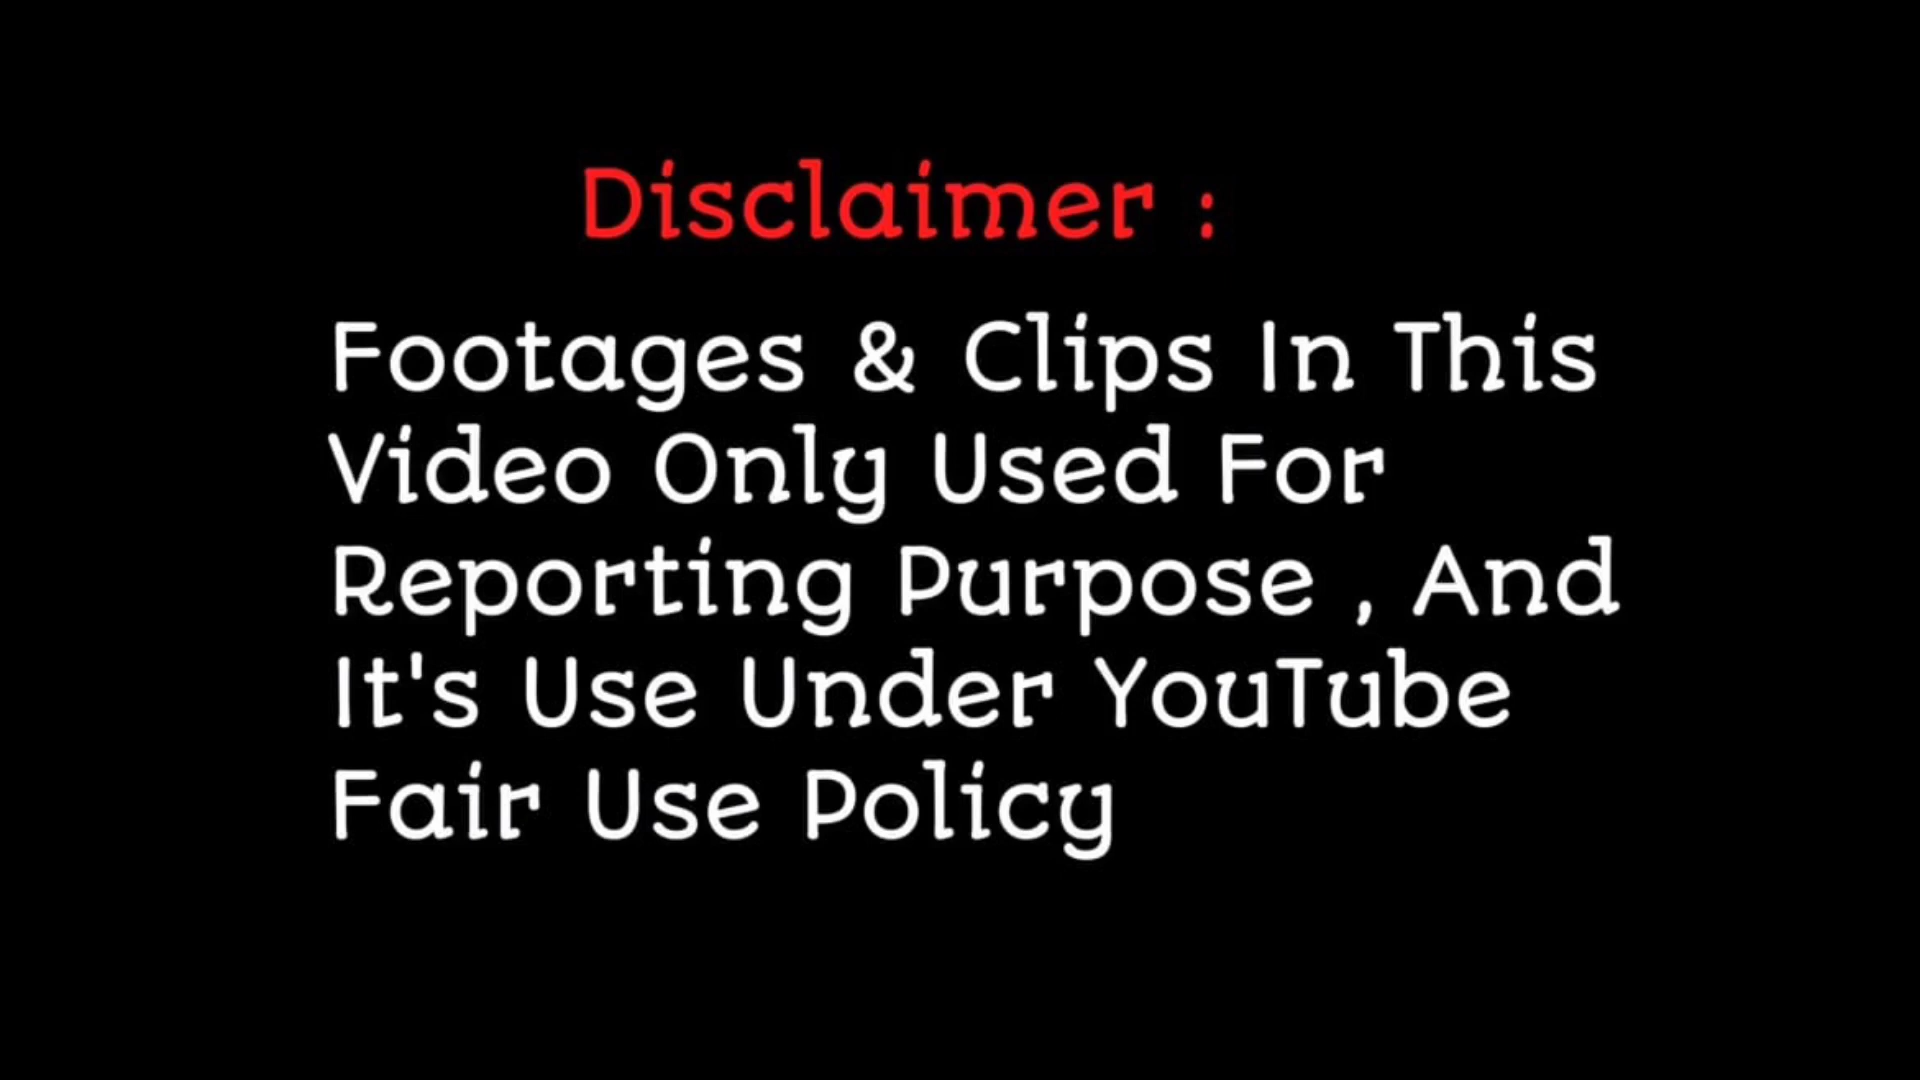 Disclaimer :
Footages & Clips In This
Video Only Used For
Reporting Purpose , And
It's Use Under YouTube
Fair Use Policy